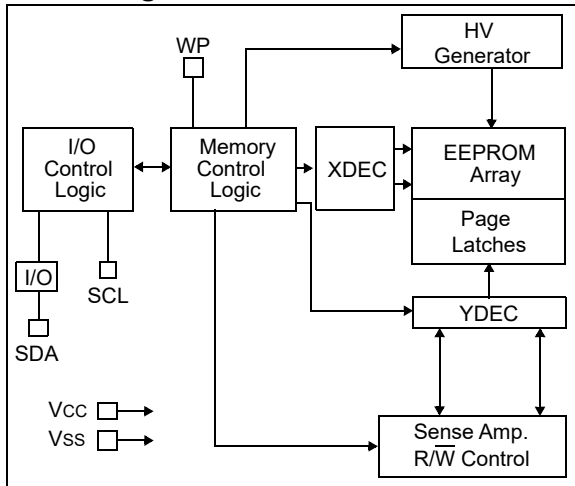 HV
Generator
WP
I/O
Control
Logic
Memory
Control
Logic
XDEC
EEPROM
Array
Page
Latches
I/O
SCL
SDA
YDEC
VCC
VSS
Sense Amp.
R/W̅ Control